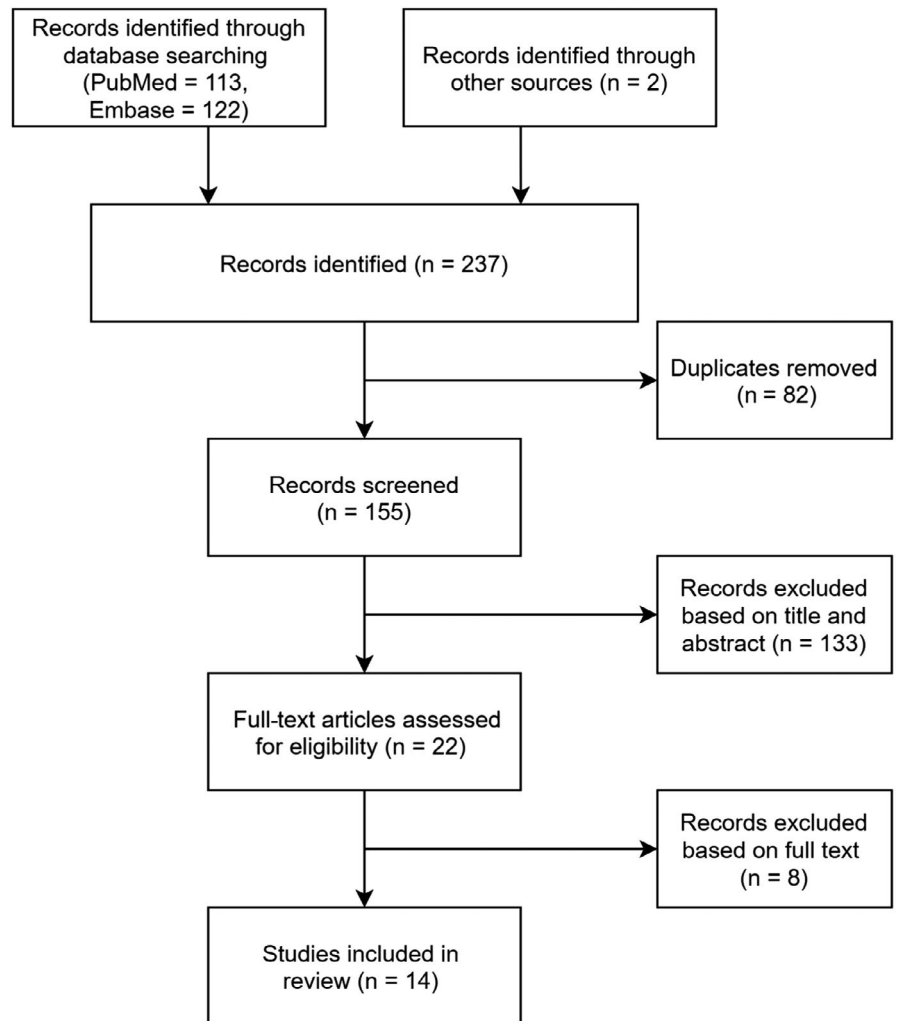 Records identified through
database searching
(PubMed = 113,
Embase = 122)
Records identified through
other sources (n = 2)
Records identified (n = 237)
Duplicates removed
(n = 82)
Records screened
(n = 155)
Records excluded
based on title and
abstract (n = 133)
Full-text articles assessed
for eligibility (n = 22)
Records excluded
based on full text
(n = 8)
Studies included in
review (n = 14)